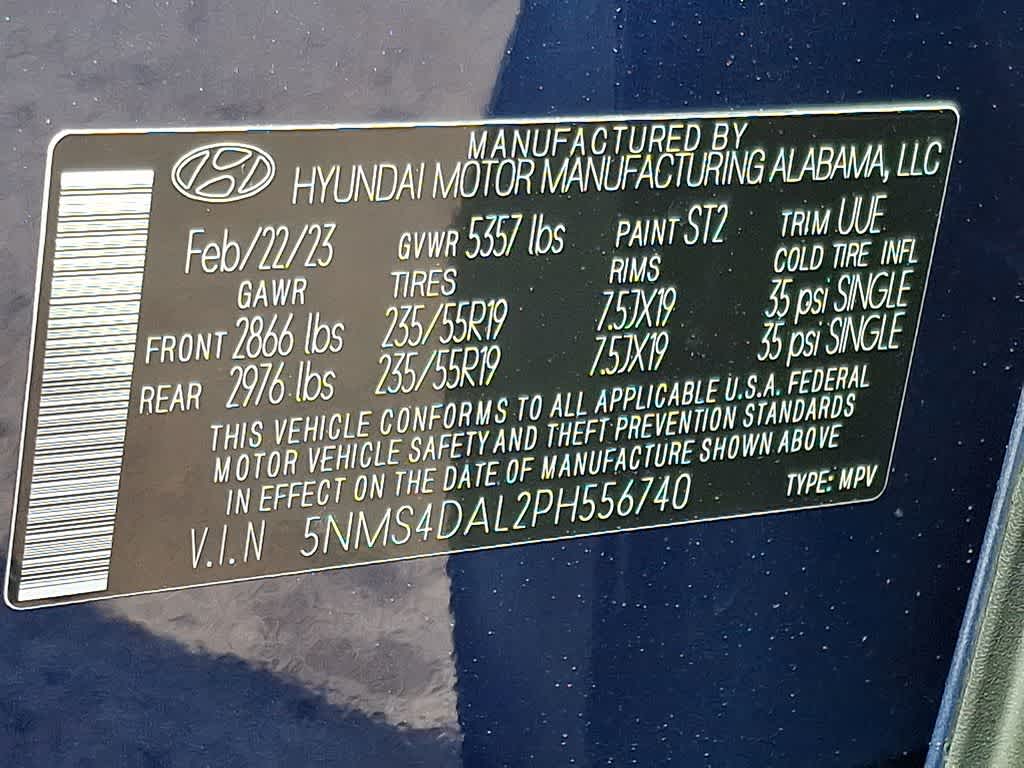 MANUFACTURED BY
HYUNDAI MOTOR MANUFACTURING ALABAMA, LLC
Feb/22/23 GVWR 5357 lbs PAINT ST2 TRIM UUE
GAWR TIRES RIMS COLD TIRE INFL
FRONT 2866 lbs 235/55R19 7.5JX19 35 psi SINGLE
REAR 2976 lbs 235/55R19 7.5JX19 35 psi SINGLE
THIS VEHICLE CONFORMS TO ALL APPLICABLE U.S.A. FEDERAL
MOTOR VEHICLE SAFETY AND THEFT PREVENTION STANDARDS
IN EFFECT ON THE DATE OF MANUFACTURE SHOWN ABOVE
V.I.N 5NMS4DAL2PH556740 TYPE: MPV